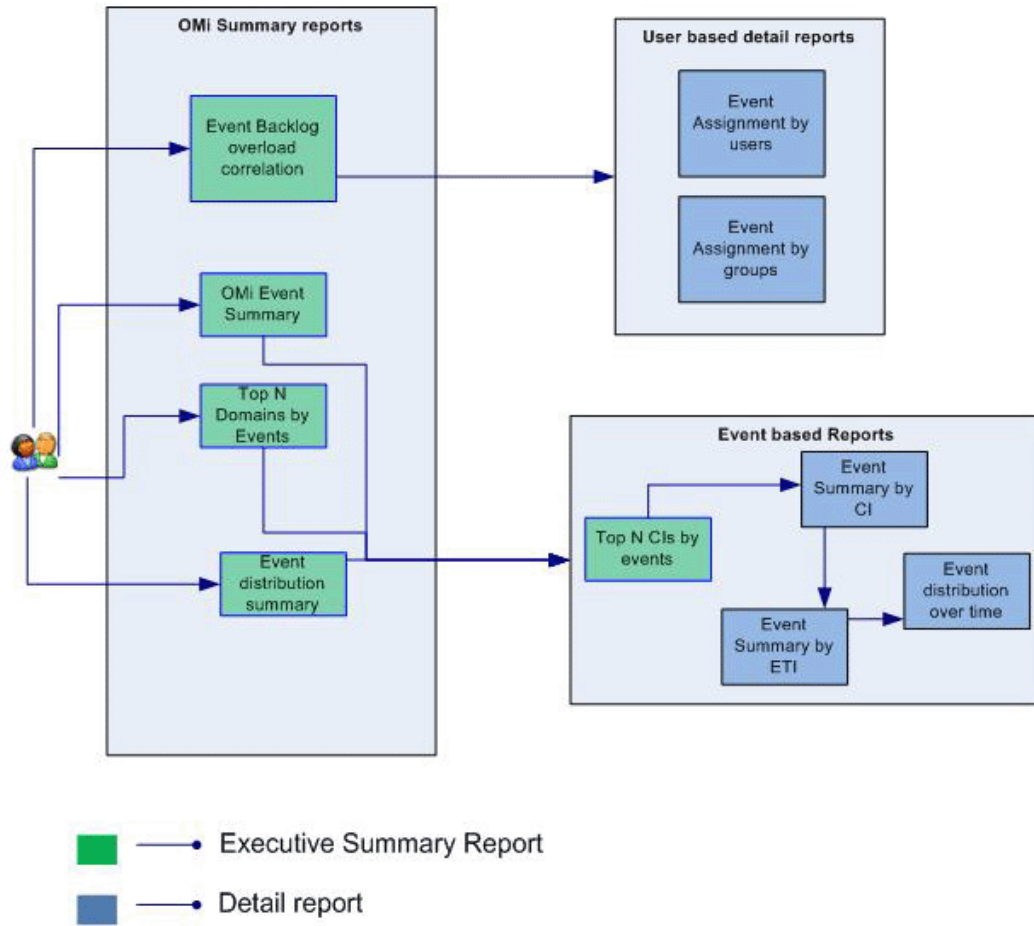 OMi Summary reports
Event Backlog
overload
correlation
OMi Event
Summary
Top N
Domains by
Events
Event
distribution
summary
User based detail reports
Event
Assignment by
users
Event
Assignment by
groups
Event based Reports
Top N CIs by
events
Event
Summary by
CI
Event
Summary by
ETI
Event
distribution
over time
Executive Summary Report
Detail report